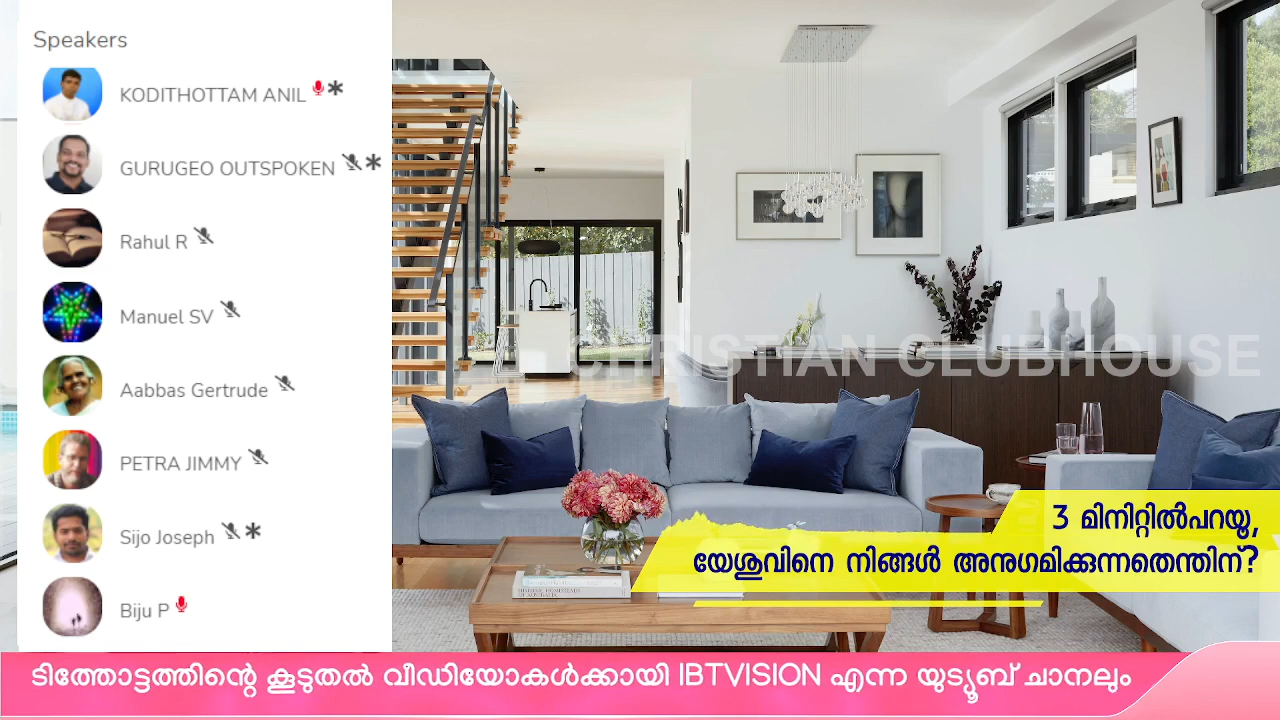 Speakers
KODITHOTTAM ANIL
GURUGEO OUTSPOKEN
Rahul R
Manuel SV
Aabbas Gertrude
PETRA JIMMY
Sijo Joseph
Biju P
CHRISTIAN CLUBHOUSE
3 മിനിറ്റിൽപറയൂ,
യേശുവിനെ നിങ്ങൾ അനുഗമിക്കുന്നതെന്തിന്?
ടിത്തോട്ടത്തിന്റെ കൂടുതൽ വീഡിയോകൾക്കായി IBTVISION എന്ന യുട്യൂബ് ചാനലും